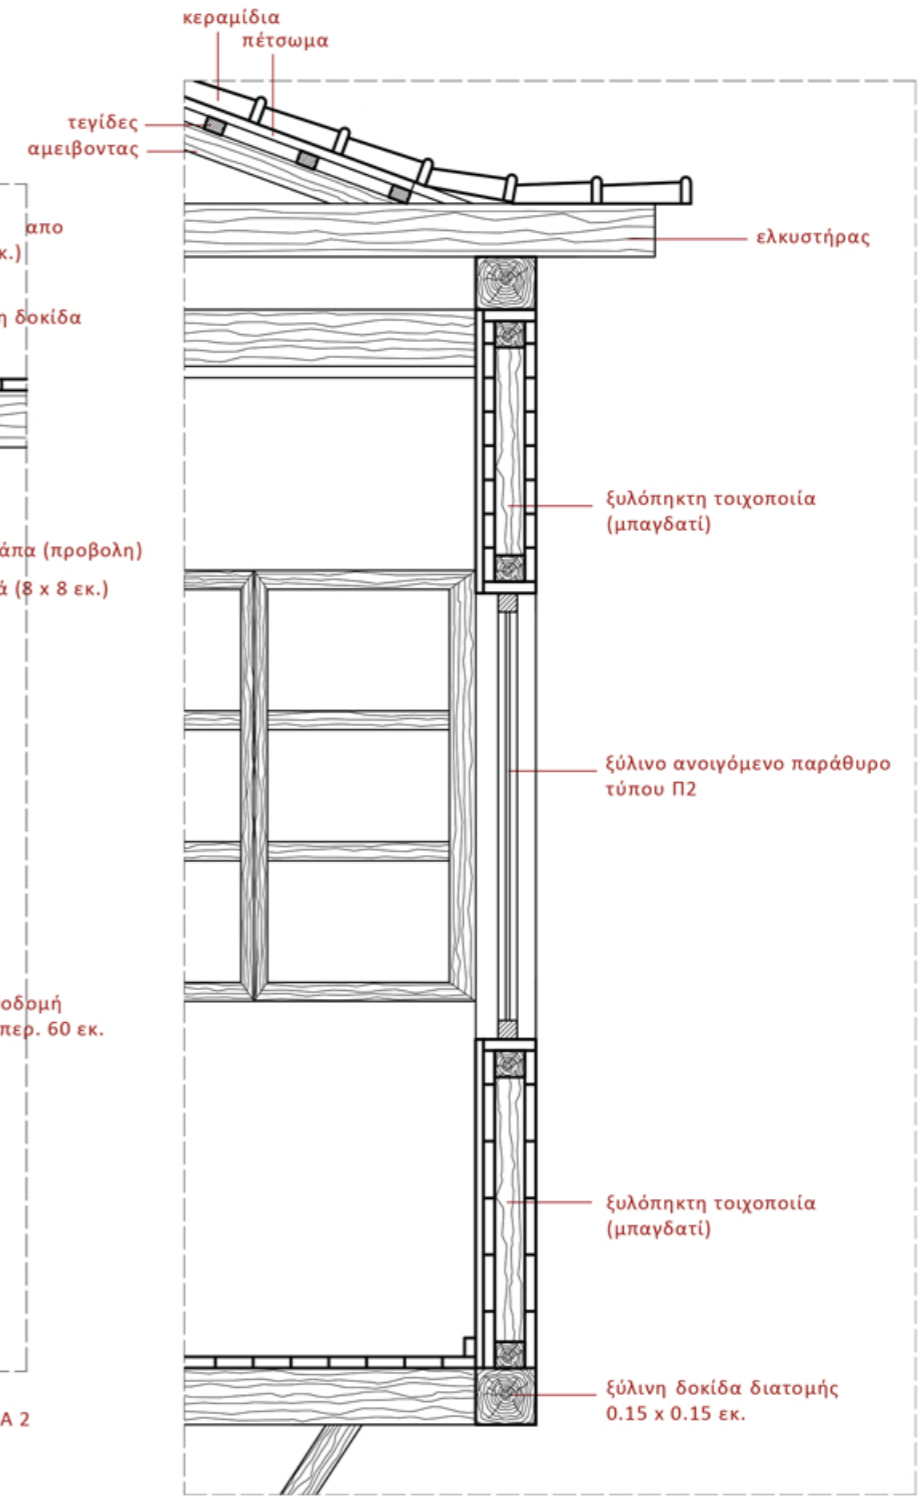 κεραμίδια
πέτσωμα
τεγίδες
αμειβοντας
απο
κ.)
ελκυστήρας
η δοκίδα
ξυλόπηκτη τοιχοποιία
(μπαγδατί)
άπα (προβολη)
ά (8 x 8 εκ.)
ξύλινο ανοιγόμενο παράθυρο
τύπου Π2
οδομή
περ. 60 εκ.
ξυλόπηκτη τοιχοποιία
(μπαγδατί)
ξύλινη δοκίδα διατομής
0.15 x 0.15 εκ.
Α 2